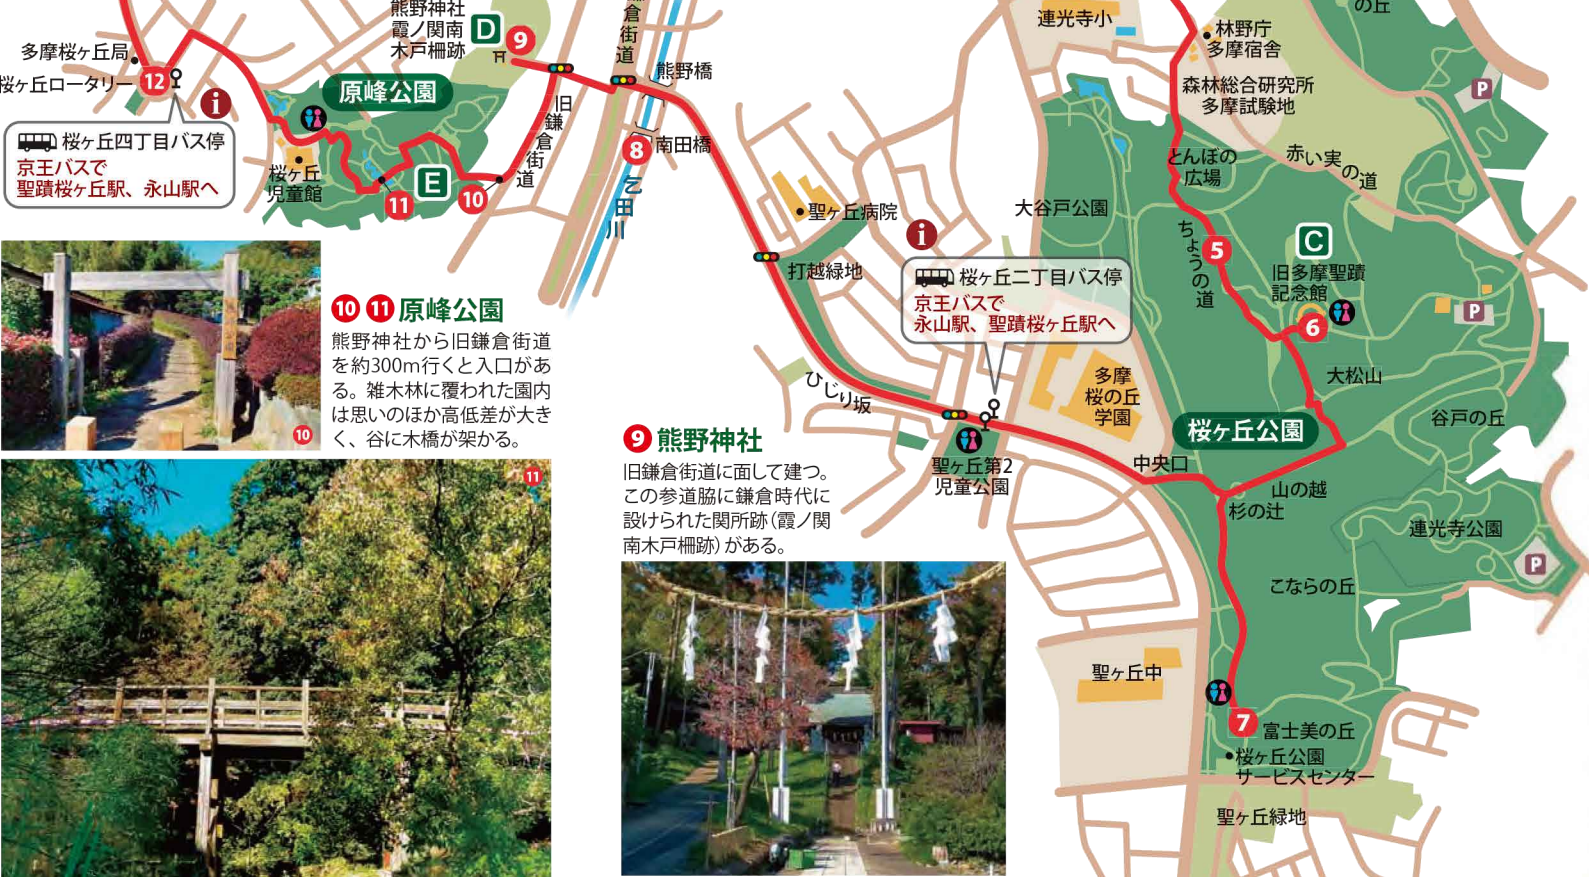 熊野神社
霞ノ関南
木戸柵跡
D
9
多摩桜ヶ丘局
桜ヶ丘ロータリー
12
i
桜ヶ丘四丁目バス停
京王バスで
聖蹟桜ヶ丘駅、永山駅へ
原峰公園
桜ヶ丘
児童館
11
E
10
旧鎌倉街道
倉街道
熊野橋
南田橋
8
乞田川
聖ヶ丘病院
打越緑地
i
桜ヶ丘二丁目バス停
京王バスで
永山駅、聖蹟桜ヶ丘駅へ
ひじり坂
聖ヶ丘第2
児童公園
多摩
桜の丘
学園
中央口
連光寺小
の丘
林野庁
多摩宿舎
森林総合研究所
多摩試験地
P
とんぼの
広場
赤い実の道
大谷戸公園
ちょうの道
5
C
旧多摩聖蹟
記念館
6
P
大松山
桜ヶ丘公園
谷戸の丘
山の越
杉の辻
連光寺公園
P
こならの丘
聖ヶ丘中
7
富士美の丘
桜ヶ丘公園
サービスセンター
聖ヶ丘緑地
10 11 原峰公園
熊野神社から旧鎌倉街道
を約300m行くと入口があ
る。雑木林に覆われた園内
は思いのほか高低差が大き
く、谷に木橋が架かる。
10
11
9 熊野神社
旧鎌倉街道に面して建つ。
この参道脇に鎌倉時代に
設けられた関所跡(霞ノ関
南木戸柵跡)がある。